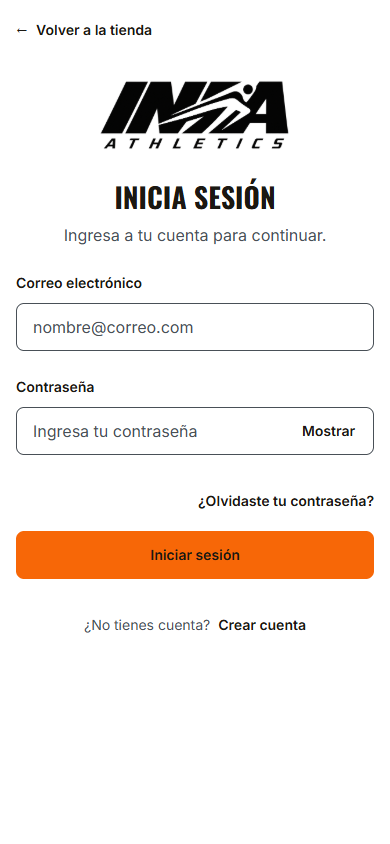 ← Volver a la tienda
INZA
ATHLETICS
INICIA SESIÓN
Ingresa a tu cuenta para continuar.
Correo electrónico
nombre@correo.com
Contraseña
Ingresa tu contraseña Mostrar
¿Olvidaste tu contraseña?
Iniciar sesión
¿No tienes cuenta? Crear cuenta